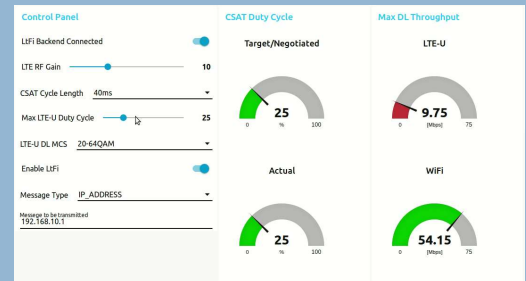 Control Panel
LtFi Backend Connected
LTE RF Gain 10
CSAT Cycle Length 40ms
Max LTE-U Duty Cycle 25
LTE-U DL MCS 20-64QAM
Enable LtFi
Message Type IP_ADDRESS
Message to be transmitted
192.168.10.1
CSAT Duty Cycle
Target/Negotiated
25
0 % 100
Actual
25
0 % 100
Max DL Throughput
LTE-U
9.75
0 [Mbps] 75
WiFi
54.15
0 [Mbps] 75